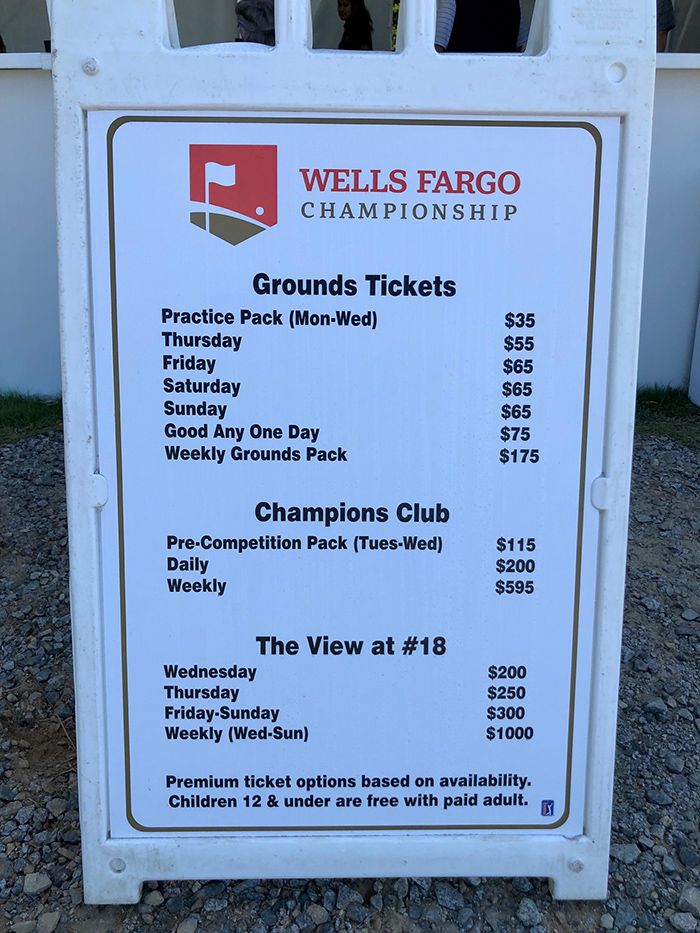 WELLS FARGO
CHAMPIONSHIP
Grounds Tickets
Practice Pack (Mon-Wed) $35
Thursday $55
Friday $65
Saturday $65
Sunday $65
Good Any One Day $75
Weekly Grounds Pack $175
Champions Club
Pre-Competition Pack (Tues-Wed) $115
Daily $200
Weekly $595
The View at #18
Wednesday $200
Thursday $250
Friday-Sunday $300
Weekly (Wed-Sun) $1000
Premium ticket options based on availability.
Children 12 & under are free with paid adult.